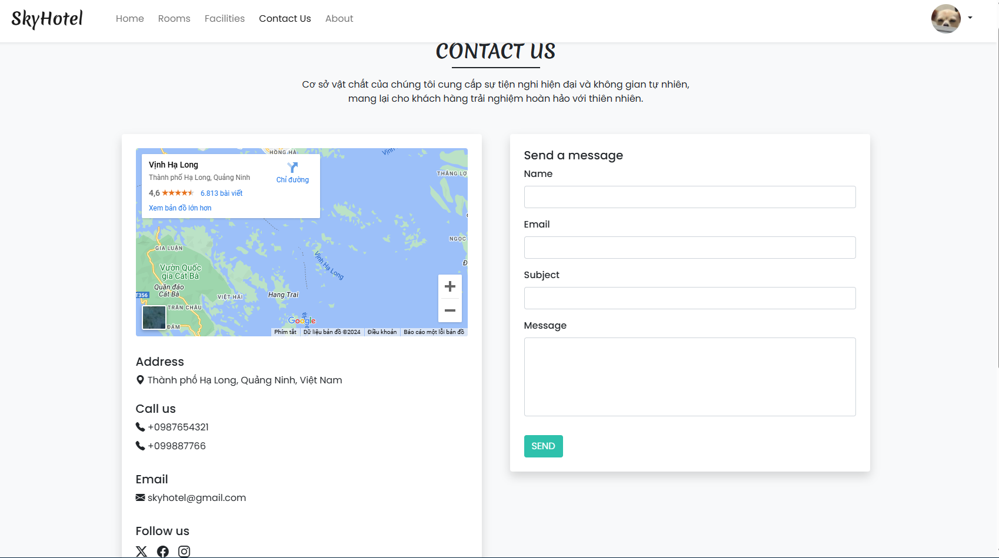 SkyHotel
Home
Rooms
Facilities
Contact Us
About
CONTACT US
Cơ sở vật chất của chúng tôi cung cấp sự tiện nghi hiện đại và không gian tự nhiên,
mang lại cho khách hàng trải nghiệm hoàn hảo với thiên nhiên.
HỒNG HÀ
Vịnh
Vịnh Hạ Long
Thành phố Hạ Long, Quảng Ninh
4,6
6.813 bài viết
Xem bản đồ lớn hơn
Chỉ đường
THẮNG LỢ
NGỌC
Đ
GIA LUẬN
Vườn Quốc
gia Cát Bà
Quần đảo
Cát Bà
Vịnh Hạ Long
T356
VIỆT HẢI
Hang Trai
TRÂN CHÂU
ĐÁM
Google
Phím tắt
Dữ liệu bản đồ ©2024
Điều khoản
Báo cáo một lỗi bản đồ
Address
Thành phố Hạ Long, Quảng Ninh, Việt Nam
Call us
+0987654321
+099887766
Email
skyhotel@gmail.com
Follow us
Send a message
Name
Email
Subject
Message
SEND